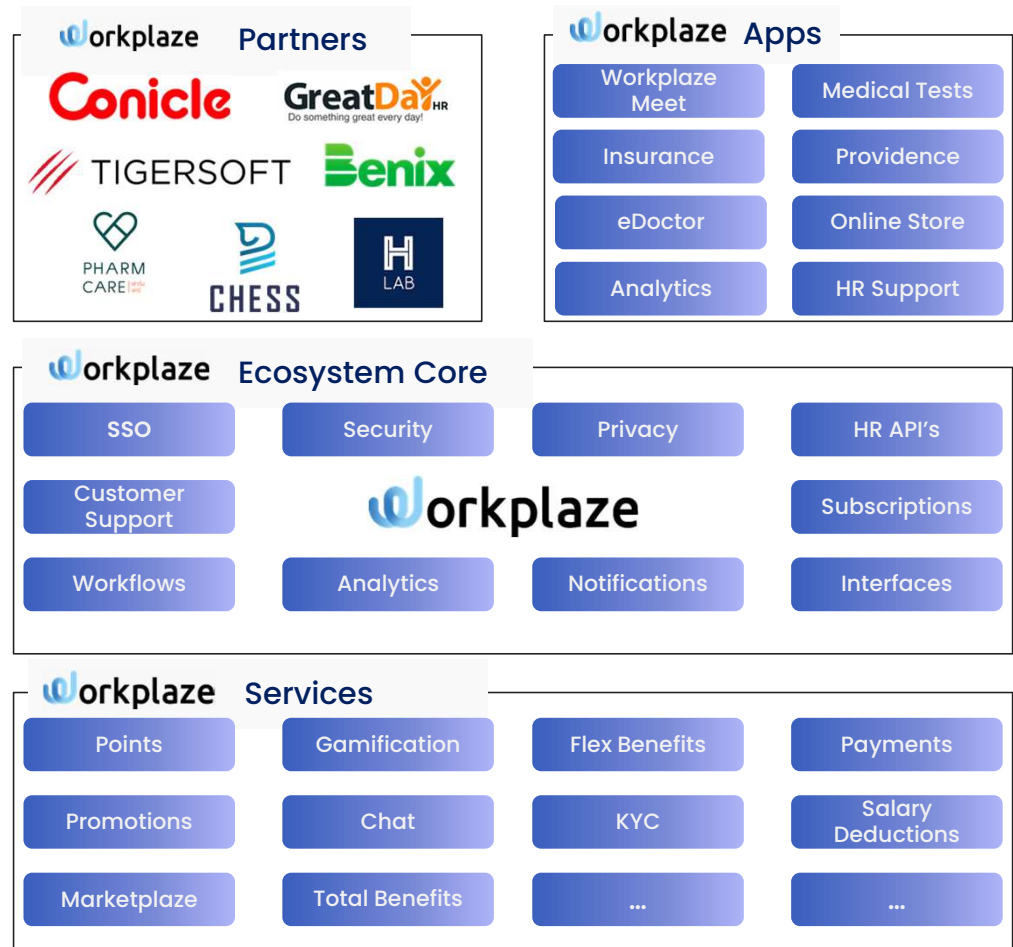 Workplaze Partners
Conicle
GreatDay HR
Do something great every day!
TIGERSOFT
Benix
PHARM
CARE
CHESS
H
LAB
Workplaze Apps
Workplaze
Meet
Medical Tests
Insurance
Providence
eDoctor
Online Store
Analytics
HR Support
Workplaze Ecosystem Core
SSO
Security
Privacy
HR API’s
Customer
Support
Workplaze
Subscriptions
Workflows
Analytics
Notifications
Interfaces
Workplaze Services
Points
Gamification
Flex Benefits
Payments
Promotions
Chat
KYC
Salary
Deductions
Marketplaze
Total Benefits
...
...